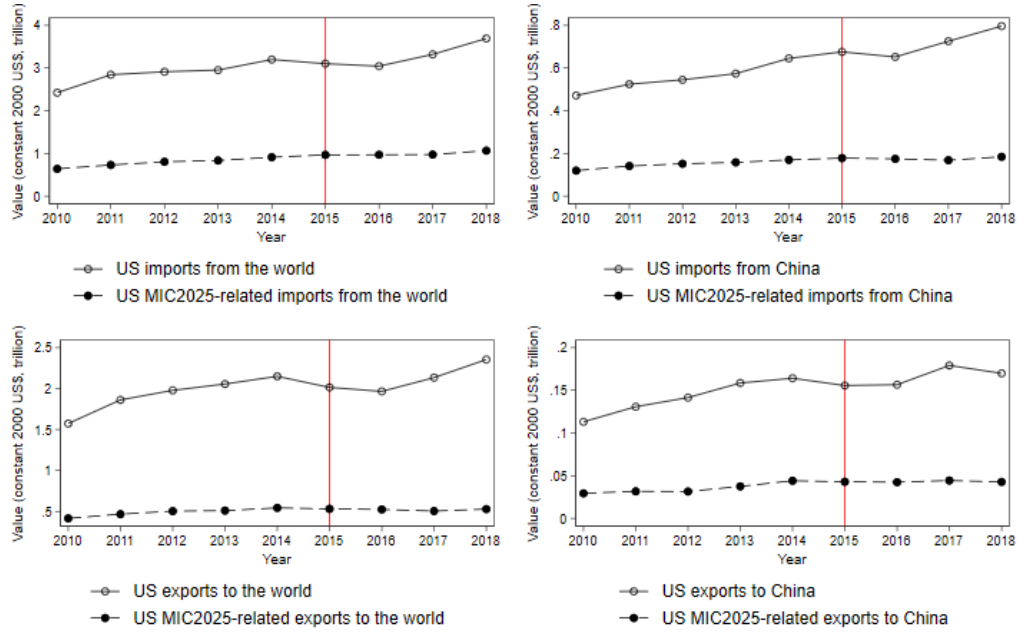 Value (constant 2000 US$, trillion)
4
3
2
1
0
2010 2011 2012 2013 2014 2015 2016 2017 2018
Year
US imports from the world
US MIC2025-related imports from the world
Value (constant 2000 US$, trillion)
.8
.6
.4
.2
0
2010 2011 2012 2013 2014 2015 2016 2017 2018
Year
US imports from China
US MIC2025-related imports from China
Value (constant 2000 US$, trillion)
2.5
2
1.5
1
.5
2010 2011 2012 2013 2014 2015 2016 2017 2018
Year
US exports to the world
US MIC2025-related exports to the world
Value (constant 2000 US$, trillion)
.2
.15
.1
.05
0
2010 2011 2012 2013 2014 2015 2016 2017 2018
Year
US exports to China
US MIC2025-related exports to China